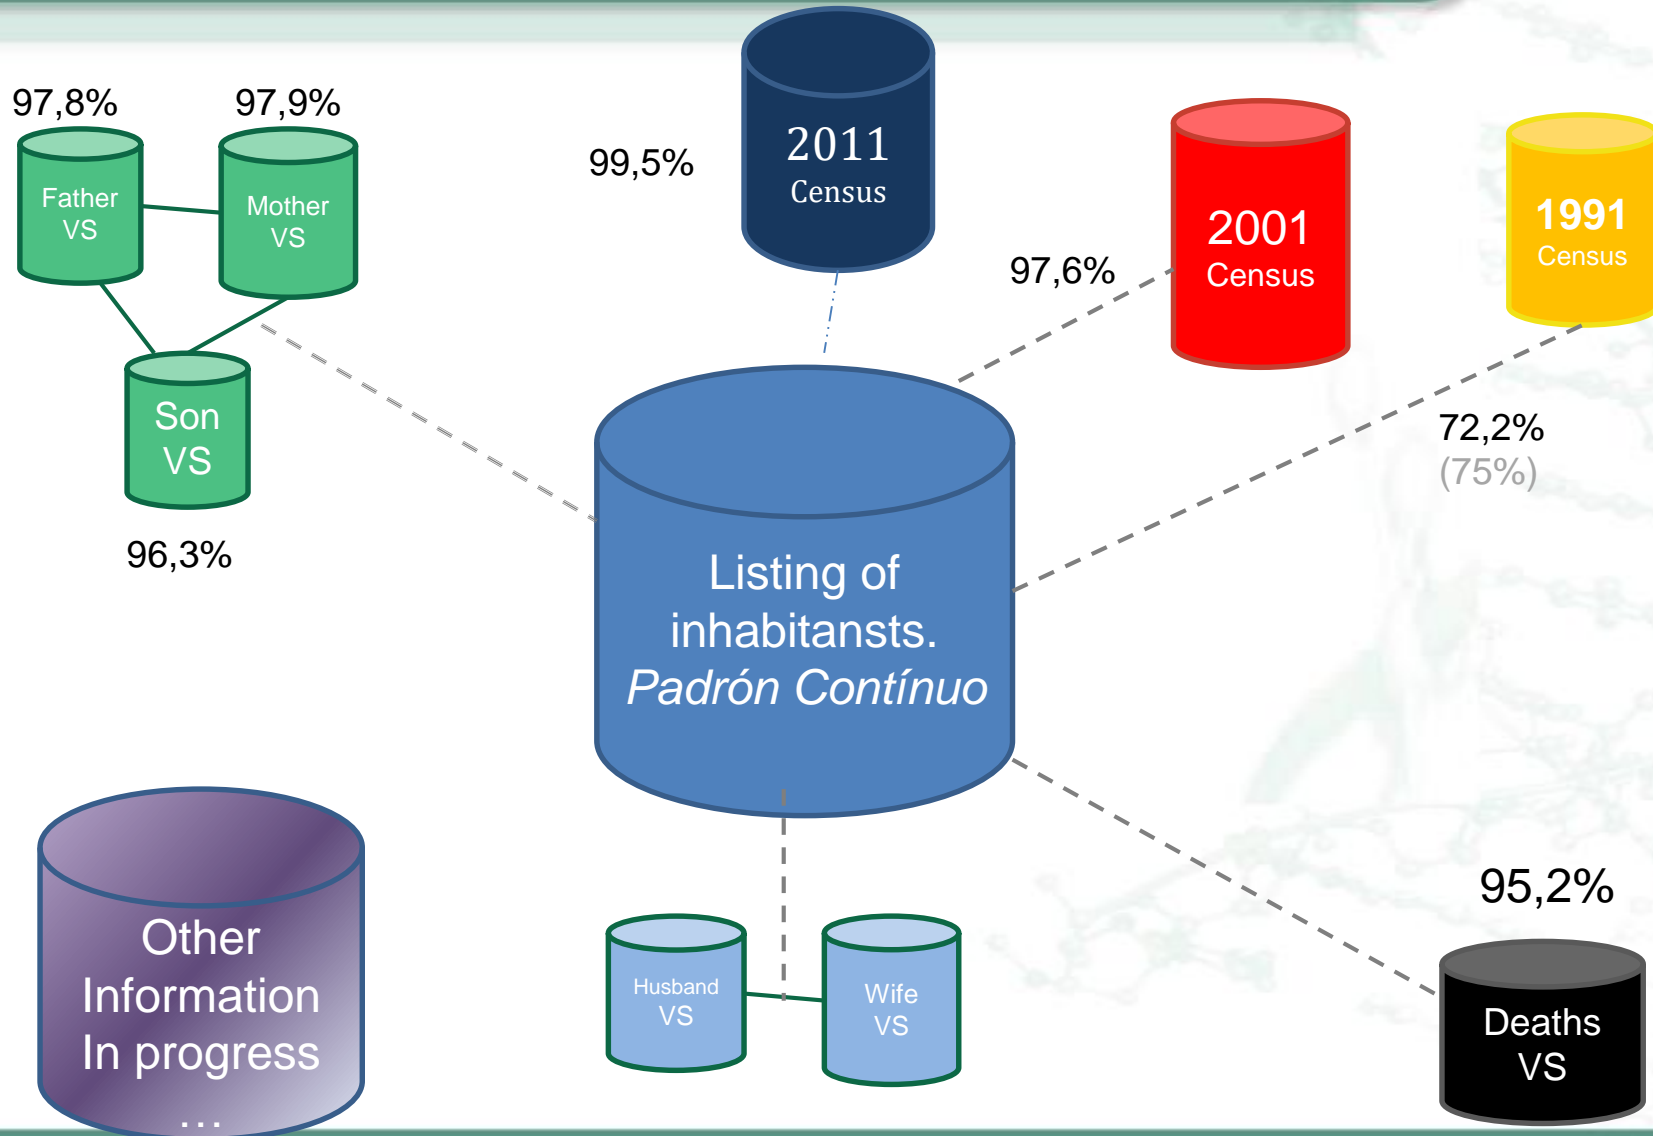 97,8%
97,9%
Father
VS
Mother
VS
Son
VS
96,3%
99,5%
2011
Census
97,6%
2001
Census
1991
Census
72,2%
(75%)
Listing of
inhabitansts.
Padrón Contínuo
Other
Information
In progress
…
Husband
VS
Wife
VS
95,2%
Deaths
VS